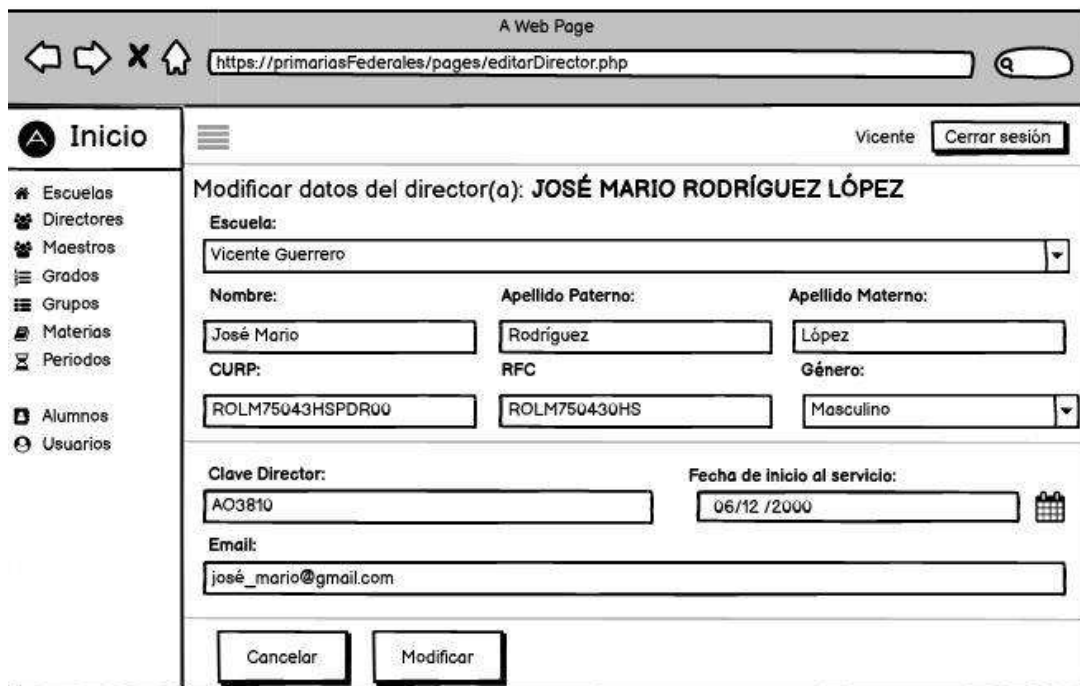 A Web Page
https://primariasFederales/pages/editarDirector.php
Inicio
Vicente Cerrar sesión
Escuelas
Directores
Maestros
Grados
Grupos
Materias
Periodos
Alumnos
Usuarios
Modificar datos del director(a): JOSÉ MARIO RODRÍGUEZ LÓPEZ
Escuela:
Vicente Guerrero
Nombre: Apellido Paterno: Apellido Materno:
José Mario Rodríguez López
CURP: RFC Género:
ROLM75043HSPDR00 ROLM750430HS Masculino
Clave Director: Fecha de inicio al servicio:
AO3810 06/12 /2000
Email:
josé_mario@gmail.com
Cancelar Modificar